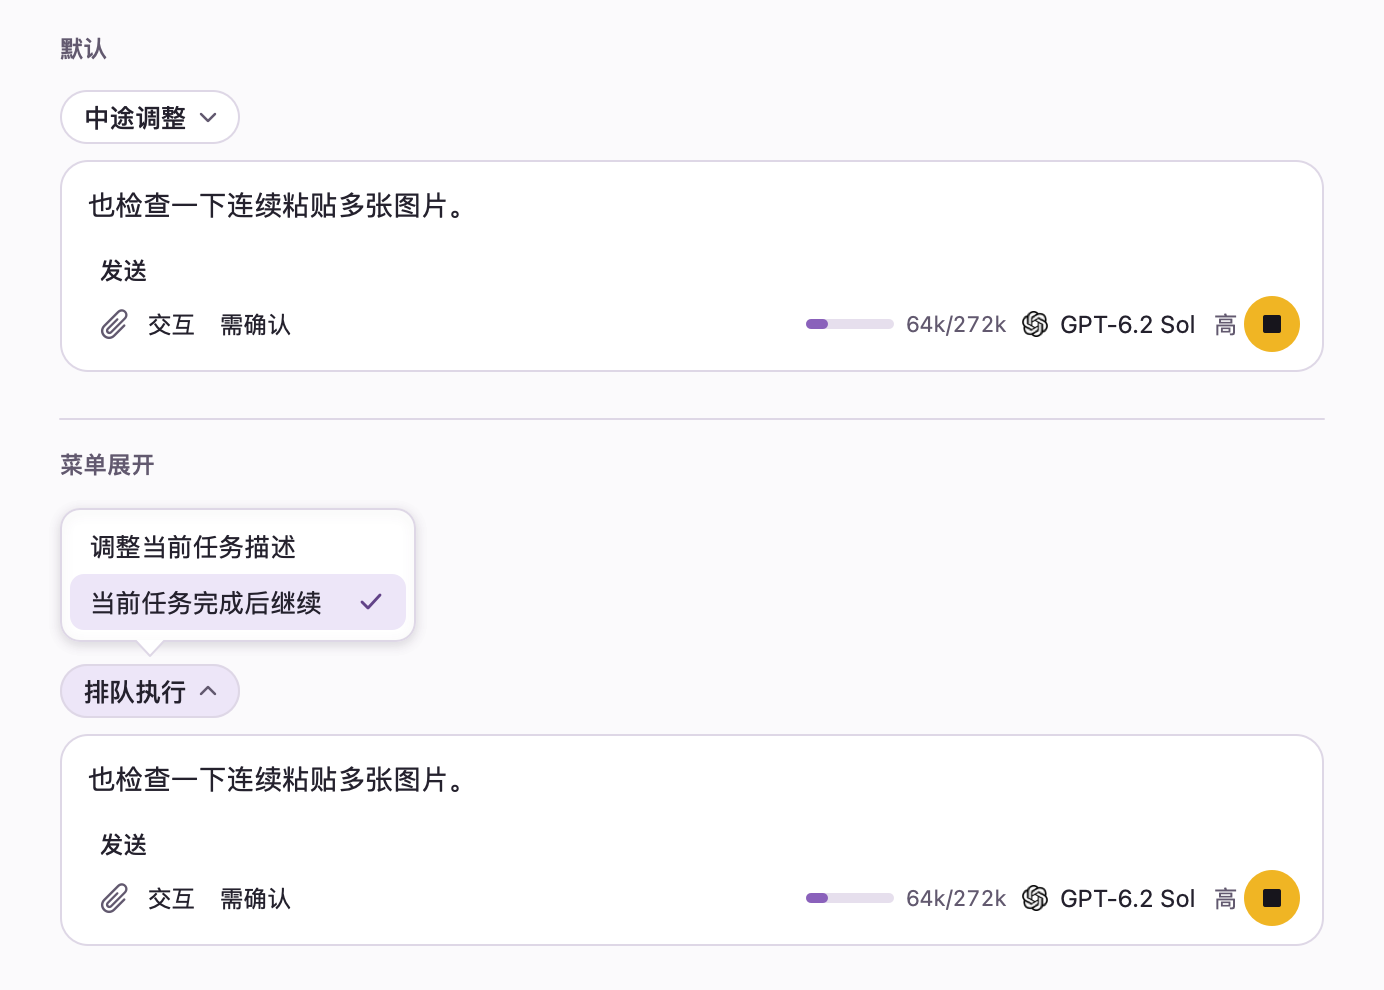 默认
中途调整
也检查一下连续粘贴多张图片。
发送
交互 需确认 64k/272k GPT-6.2 Sol 高
菜单展开
调整当前任务描述
当前任务完成后继续
排队执行
也检查一下连续粘贴多张图片。
发送
交互 需确认 64k/272k GPT-6.2 Sol 高